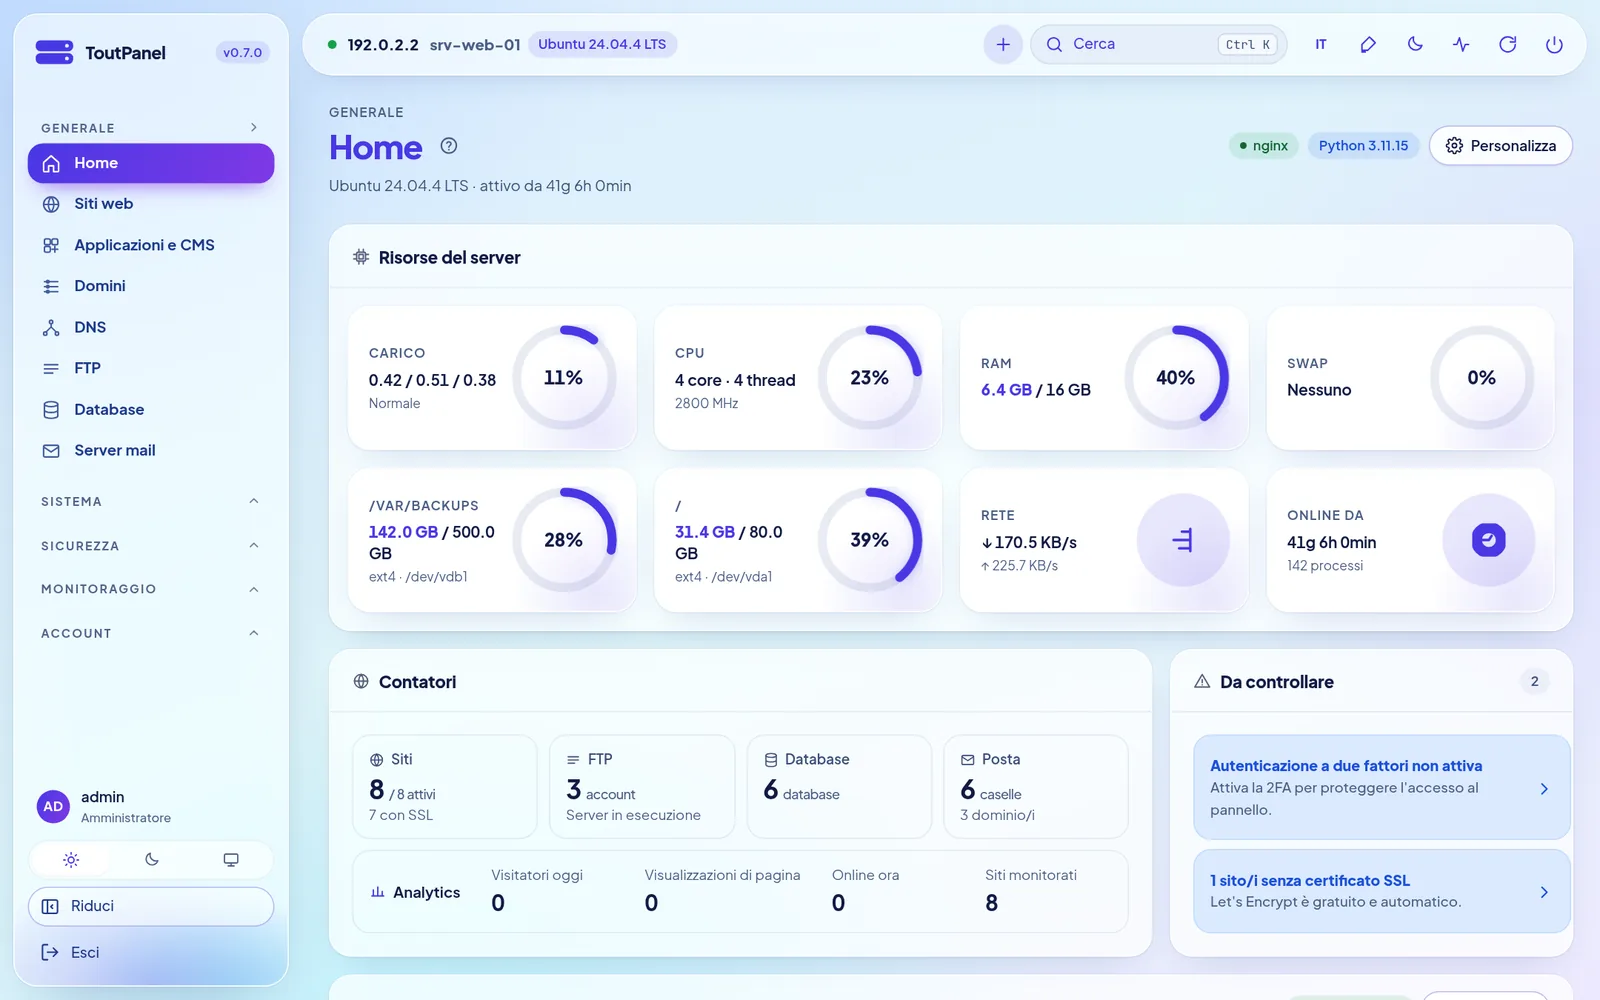 ToutPanel
v0.7.0
GENERALE
Home
Siti web
Applicazioni e CMS
Domini
DNS
FTP
Database
Server mail
SISTEMA
SICUREZZA
MONITORAGGIO
ACCOUNT
AD
admin
Amministratore
Riduci
Esci
192.0.2.2 srv-web-01 Ubuntu 24.04.4 LTS
Cerca Ctrl K
IT
GENERALE
Home
Ubuntu 24.04.4 LTS · attivo da 41g 6h 0min
nginx
Python 3.11.15
Personalizza
Risorse del server
CARICO
0.42 / 0.51 / 0.38
Normale
11%
CPU
4 core · 4 thread
2800 MHz
23%
RAM
6.4 GB / 16 GB
40%
SWAP
Nessuno
0%
/VAR/BACKUPS
142.0 GB / 500.0
GB
ext4 · /dev/vdb1
28%
/
31.4 GB / 80.0
GB
ext4 · /dev/vda1
39%
RETE
↓ 170.5 KB/s
↑ 225.7 KB/s
ONLINE DA
41g 6h 0min
142 processi
Contatori
Siti
8 / 8 attivi
7 con SSL
FTP
3 account
Server in esecuzione
Database
6 database
Posta
6 caselle
3 dominio/i
Analytics
Visitatori oggi
0
Visualizzazioni di pagina
0
Online ora
0
Siti monitorati
8
Da controllare
2
Autenticazione a due fattori non attiva
Attiva la 2FA per proteggere l'accesso al
pannello.
1 sito/i senza certificato SSL
Let's Encrypt è gratuito e automatico.